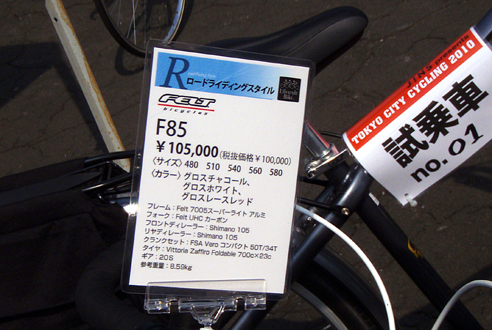 R ロードライディングスタイル
FELT
bicycles
F85
￥105,000(税抜価格￥100,000)
〈サイズ〉480 510 540 560 580
〈カラー〉グロスチャコール、
グロスホワイト、
グロスレースレッド
フレーム：Felt 7005スーパーライト アルミ
フォーク：Felt UHC カーボン
フロントディラーラー：Shimano 105
リヤディレーラー：Shimano 105
クランクセット：FSA Vero コンパクト 50T/34T
タイヤ：Vittoria Zaffiro Foldable 700c×23c
ギア：20S
参考重量：8.59kg
TOKYO CITY CYCLING 2010
試乗車
no. 01